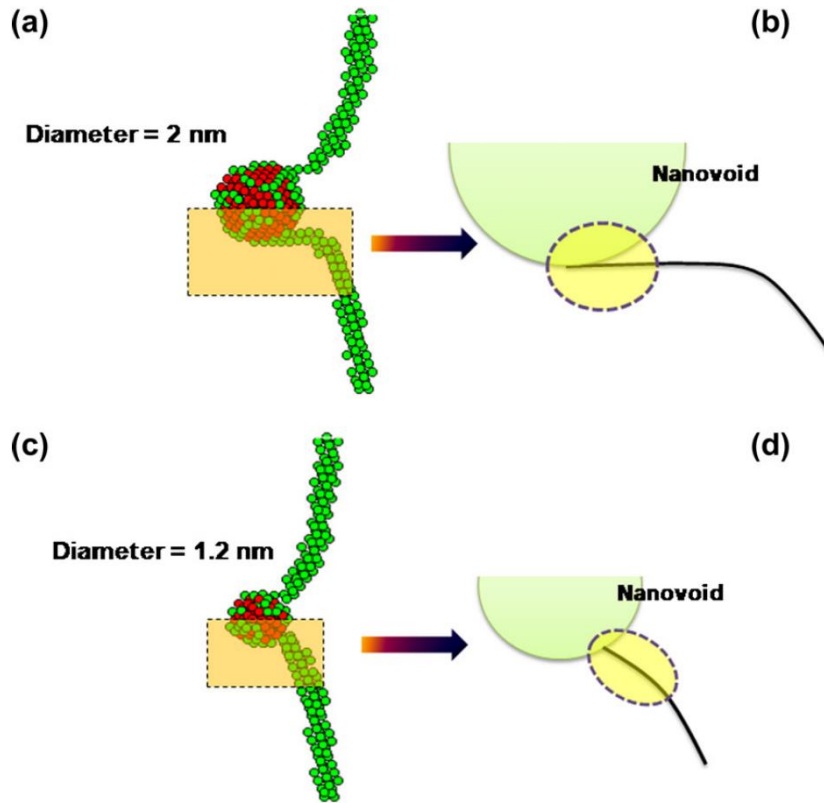 (a)
(b)
Diameter = 2 nm
Nanovoid
(c)
(d)
Diameter = 1.2 nm
Nanovoid